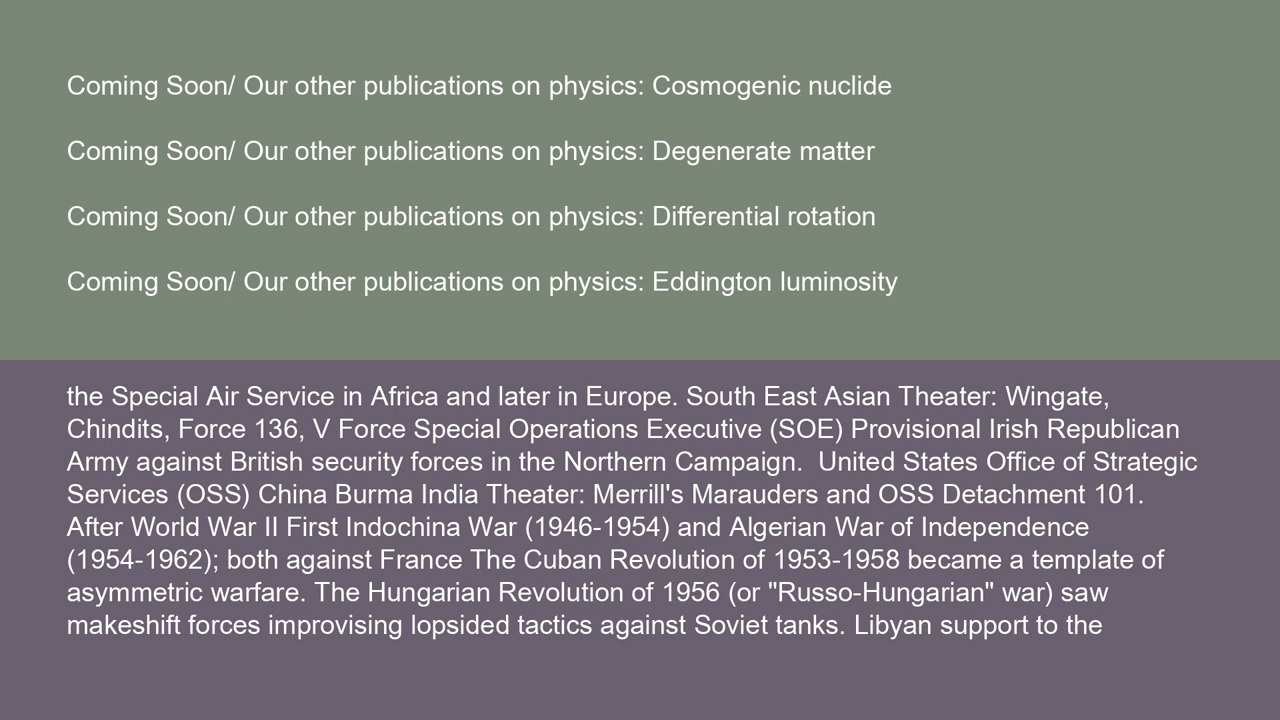 Coming Soon/ Our other publications on physics: Cosmogenic nuclide
Coming Soon/ Our other publications on physics: Degenerate matter
Coming Soon/ Our other publications on physics: Differential rotation
Coming Soon/ Our other publications on physics: Eddington luminosity
the Special Air Service in Africa and later in Europe. South East Asian Theater: Wingate,
Chindits, Force 136, V Force Special Operations Executive (SOE) Provisional Irish Republican
Army against British security forces in the Northern Campaign.  United States Office of Strategic
Services (OSS) China Burma India Theater: Merrill's Marauders and OSS Detachment 101.
After World War II First Indochina War (1946-1954) and Algerian War of Independence
(1954-1962); both against France The Cuban Revolution of 1953-1958 became a template of
asymmetric warfare. The Hungarian Revolution of 1956 (or "Russo-Hungarian" war) saw
makeshift forces improvising lopsided tactics against Soviet tanks. Libyan support to the